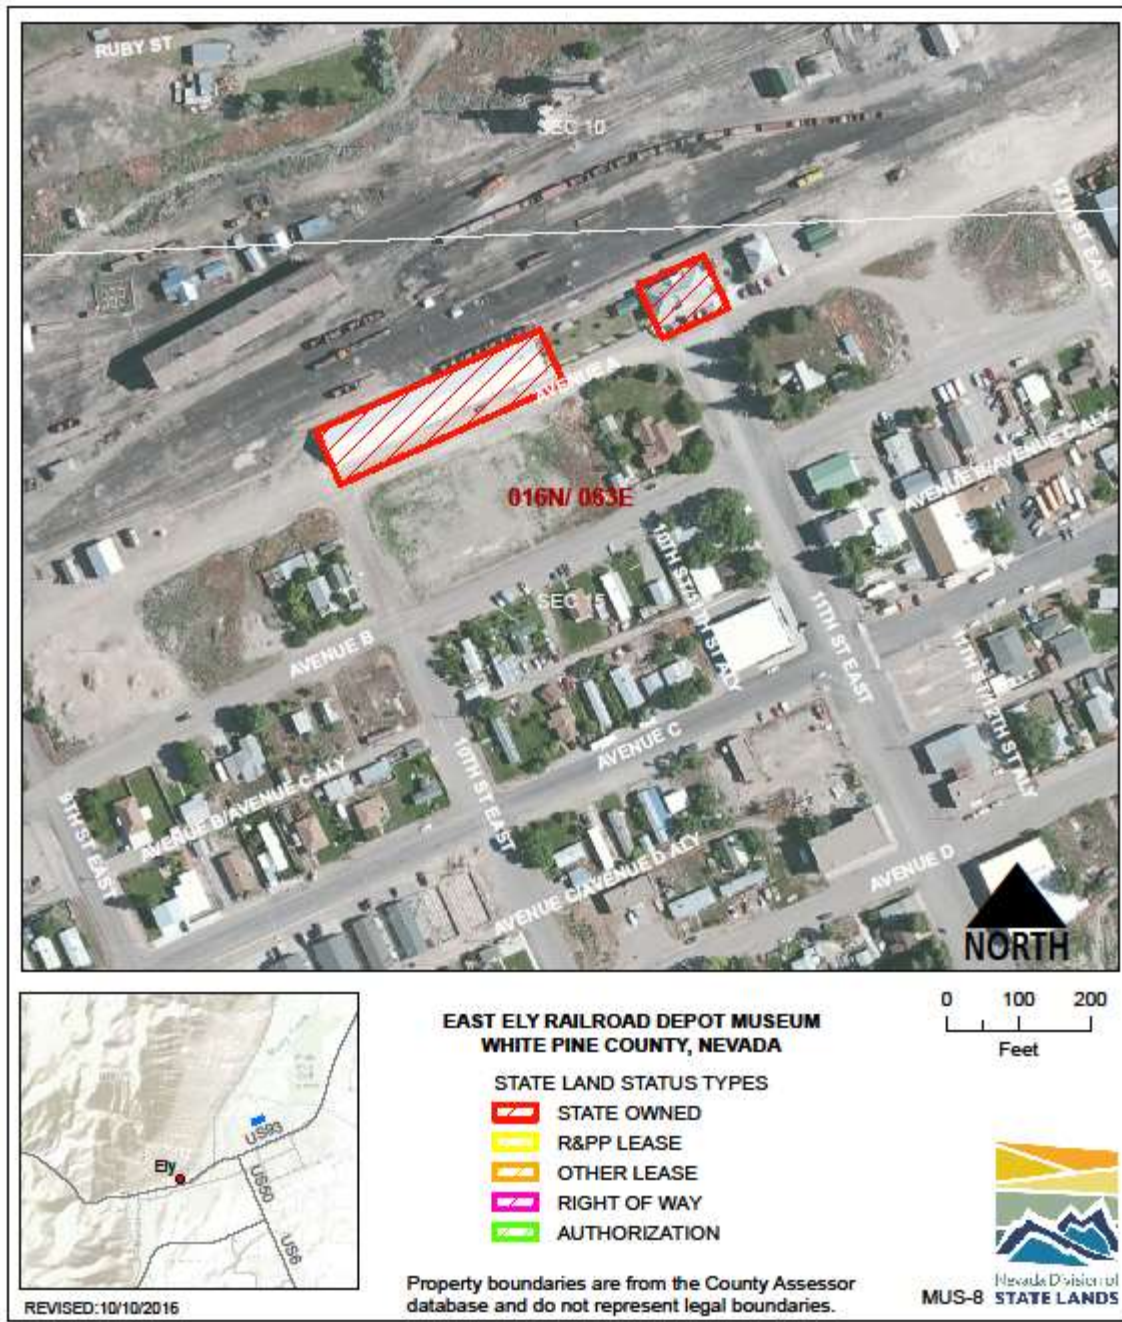 RUBY ST
SEC 10
12TH ST EAST
AVENUE A
016N/ 063E
SEC 15
10TH ST/11TH ST ALY
11TH ST EAST
AVENUE B
AVENUE C
11TH ST/12TH ST ALY
AVENUE B/AVENUE C ALY
9TH ST EAST
10TH ST EAST
AVENUE C/AVENUE D ALY
AVENUE D
NORTH
EAST ELY RAILROAD DEPOT MUSEUM
WHITE PINE COUNTY, NEVADA
0 100 200
Feet
STATE LAND STATUS TYPES
STATE OWNED
R&PP LEASE
OTHER LEASE
RIGHT OF WAY
AUTHORIZATION
US93
Ely
US50
US6
Property boundaries are from the County Assessor
database and do not represent legal boundaries.
REVISED:10/10/2016
MUS-8
Nevada Division of
STATE LANDS